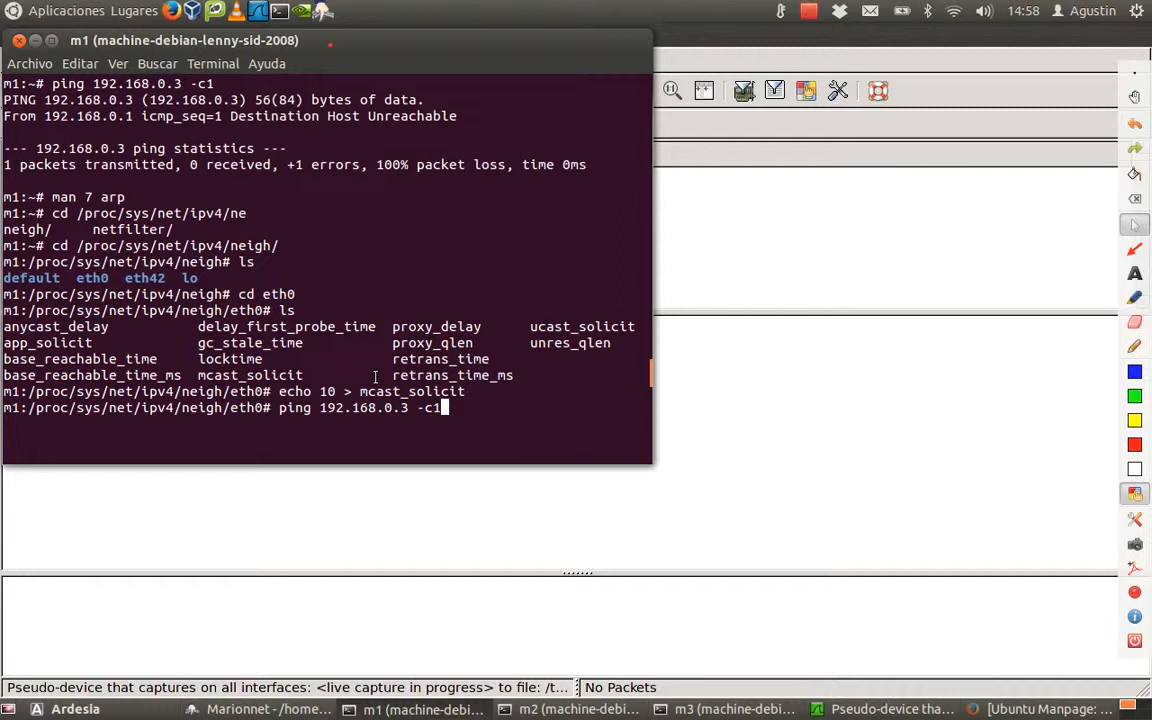 Aplicaciones Lugares
14:58
Agustin
m1 (machine-debian-lenny-sid-2008)
Archivo Editar Ver Buscar Terminal Ayuda
m1:~# ping 192.168.0.3 -c1
PING 192.168.0.3 (192.168.0.3) 56(84) bytes of data.
From 192.168.0.1 icmp_seq=1 Destination Host Unreachable
--- 192.168.0.3 ping statistics ---
1 packets transmitted, 0 received, +1 errors, 100% packet loss, time 0ms
m1:~# man 7 arp
m1:~# cd /proc/sys/net/ipv4/ne
neigh/ netfilter/
m1:~# cd /proc/sys/net/ipv4/neigh/
m1:/proc/sys/net/ipv4/neigh# ls
default eth0 eth42 lo
m1:/proc/sys/net/ipv4/neigh# cd eth0
m1:/proc/sys/net/ipv4/neigh/eth0# ls
anycast_delay delay_first_probe_time proxy_delay ucast_solicit
app_solicit gc_stale_time proxy_qlen unres_qlen
base_reachable_time locktime retrans_time
base_reachable_time_ms mcast_solicit retrans_time_ms
m1:/proc/sys/net/ipv4/neigh/eth0# echo 10 > mcast_solicit
m1:/proc/sys/net/ipv4/neigh/eth0# ping 192.168.0.3 -c1
Pseudo-device that captures on all interfaces: <live capture in progress> to file: /t... No Packets
Ardesia Marionnet - /home... m1 (machine-debi... m2 (machine-debi... m3 (machine-debi... Pseudo-device tha... [Ubuntu Manpage: ...